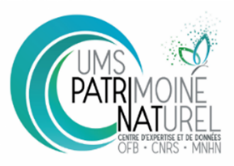 UMS
PATRIMOINE
NATUREL
CENTRE D'EXPERTISE ET DE DONNÉES
OFB - CNRS - MNHN